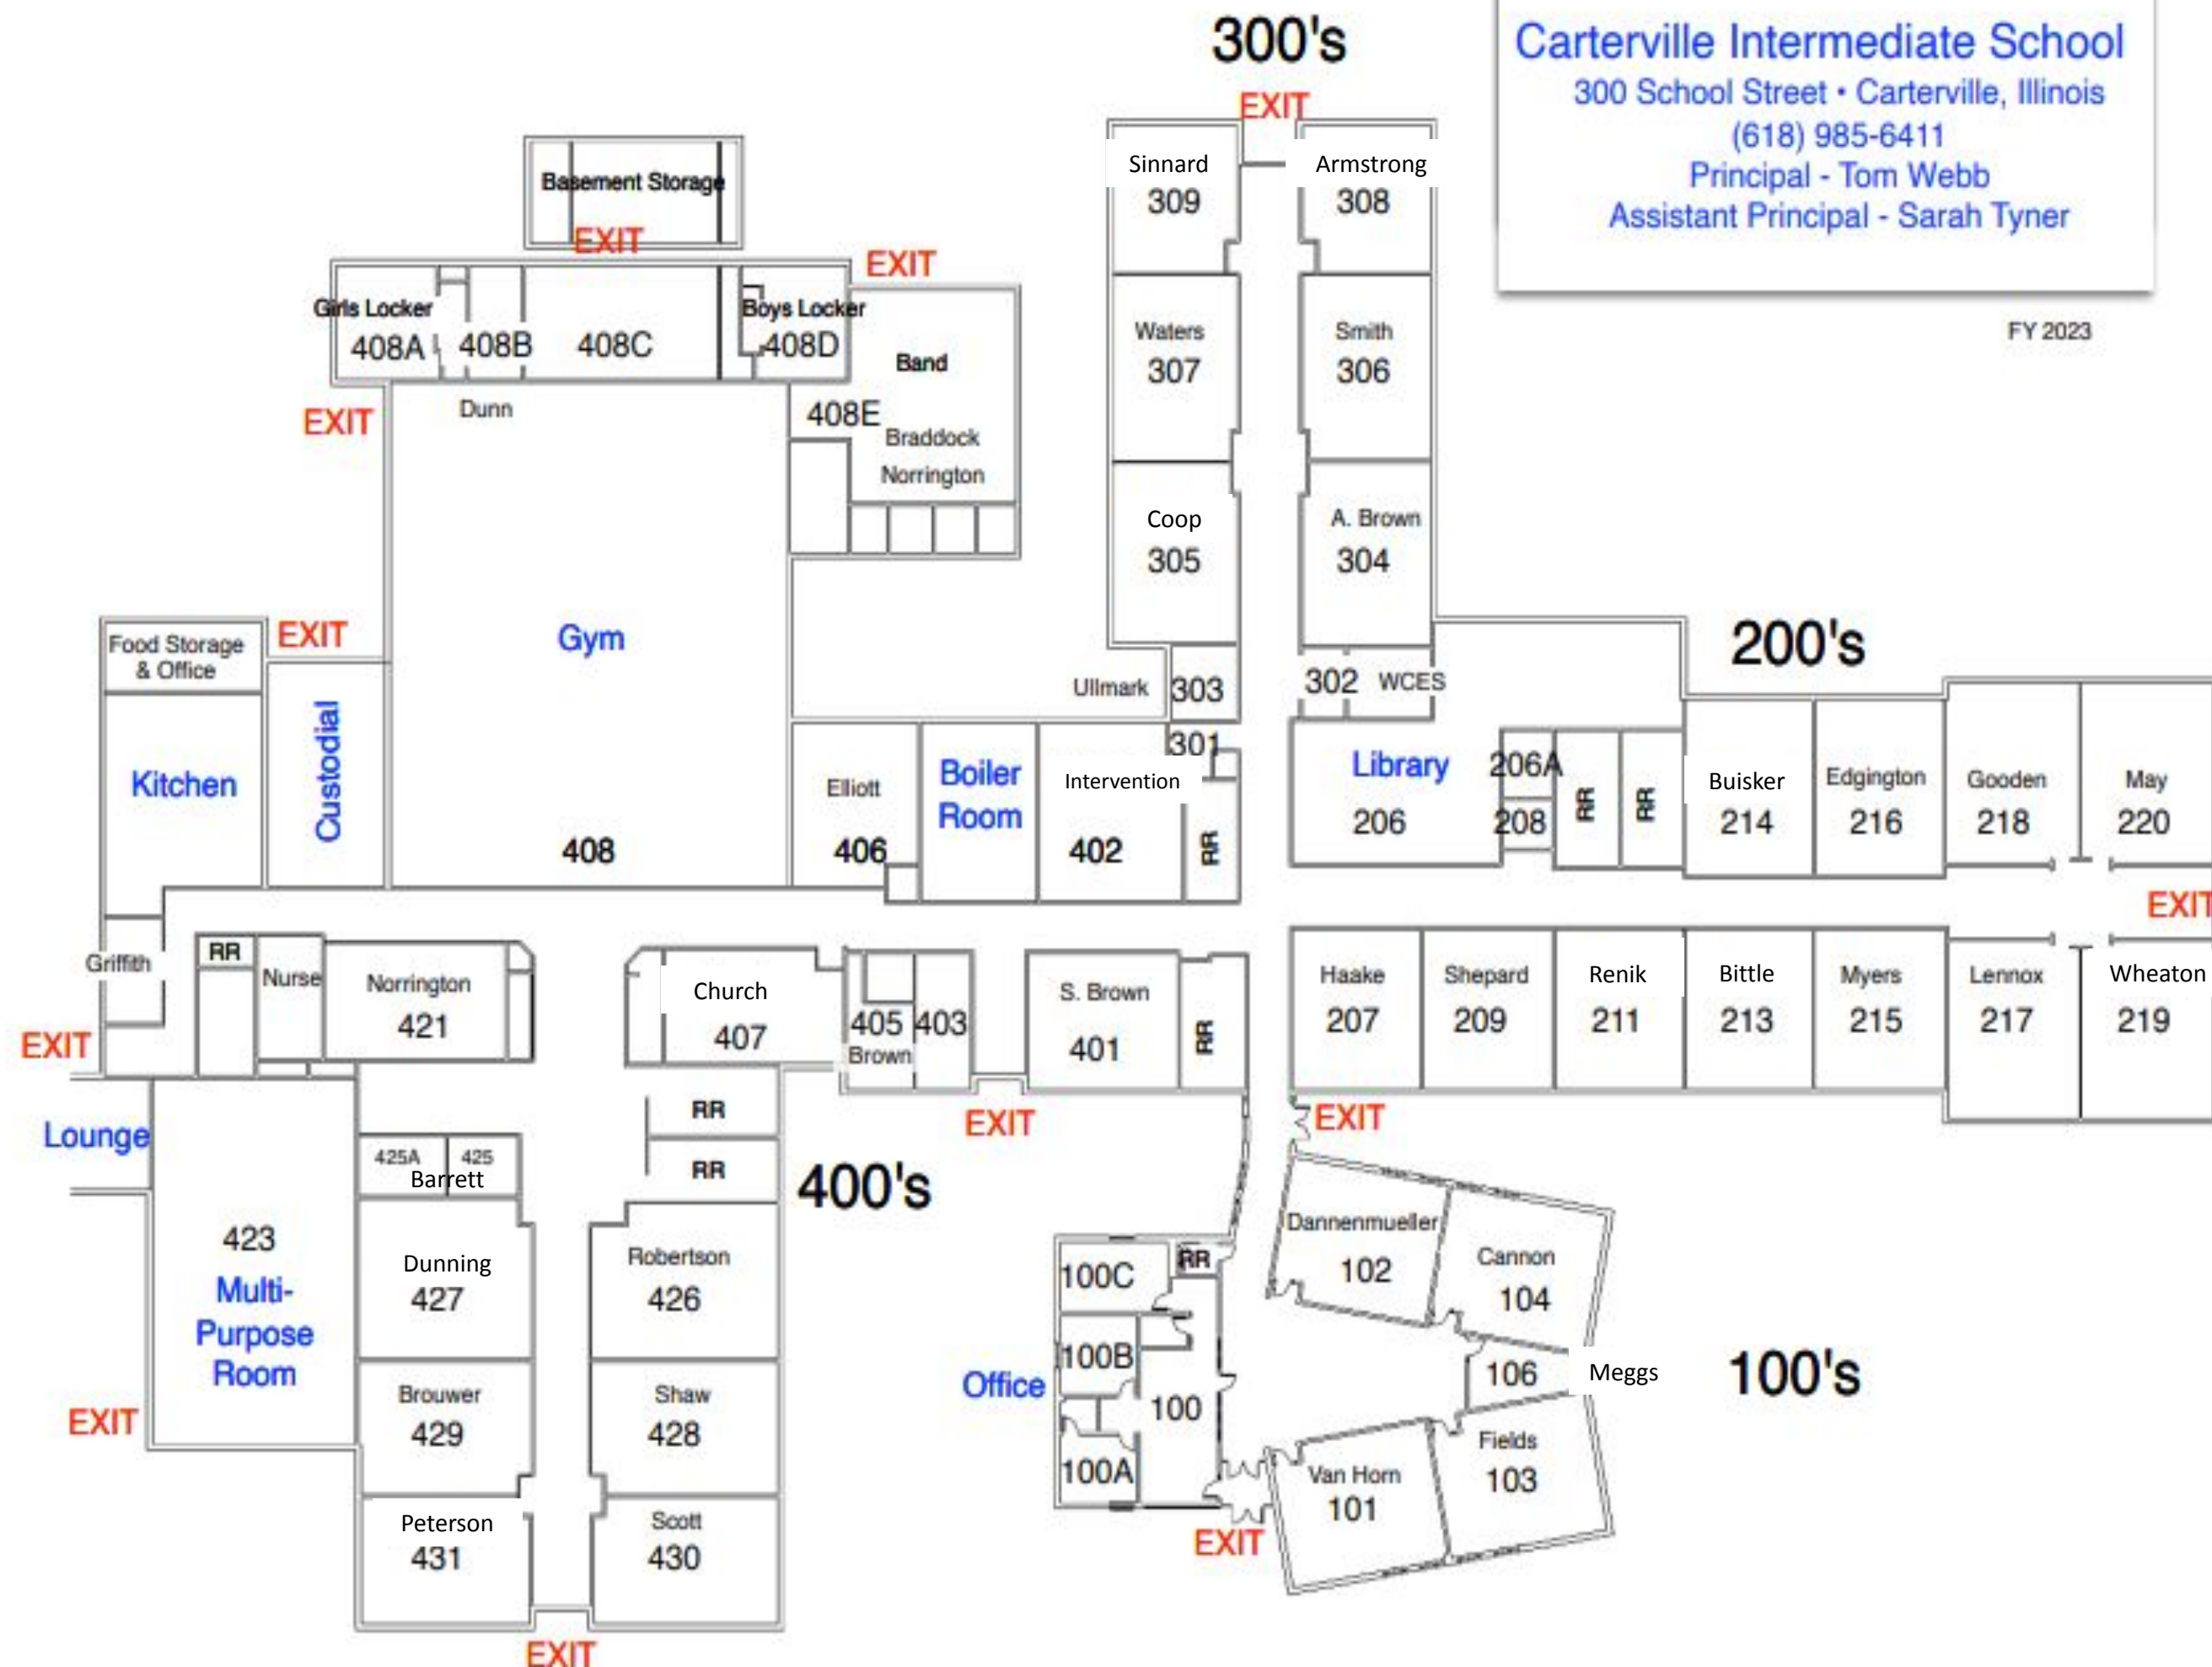 300's
EXIT
Carterville Intermediate School
300 School Street • Carterville, Illinois
(618) 985-6411
Principal - Tom Webb
Assistant Principal - Sarah Tyner
FY 2023
Basement Storage
EXIT
EXIT
Girls Locker
408A
408B
408C
Boys Locker
408D
EXIT
Dunn
408E
Band
Braddock
Norrington
Sinnard
309
Armstrong
308
Waters
307
Smith
306
Coop
305
A. Brown
304
Ullmark
303
302
WCES
301
Food Storage
& Office
EXIT
Kitchen
Custodial
Gym
408
Elliott
406
Boiler
Room
Intervention
402
RR
200's
Library
206
206A
208
RR
RR
Buisker
214
Edgington
216
Gooden
218
May
220
EXIT
Griffith
EXIT
RR
Nurse
Norrington
421
Church
407
405
Brown
403
EXIT
S. Brown
401
RR
Haake
207
Shepard
209
Renik
211
Bittle
213
Myers
215
Lennox
217
Wheaton
219
EXIT
Lounge
423
Multi-
Purpose
Room
EXIT
425A
425
Barrett
RR
RR
400's
Dunning
427
Robertson
426
Brouwer
429
Shaw
428
Peterson
431
Scott
430
EXIT
Office
100C
RR
100B
100
100A
EXIT
Dannenmueller
102
Cannon
104
106
Meggs
100's
Van Horn
101
Fields
103